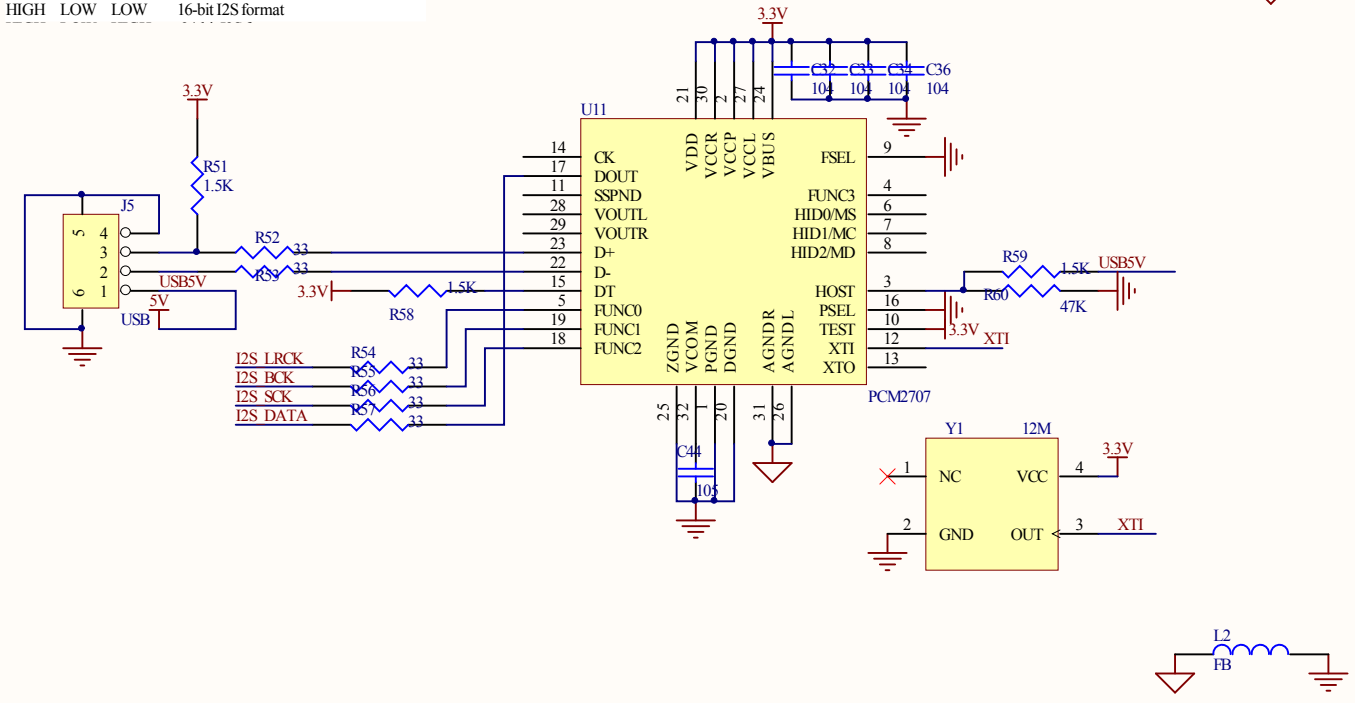 HIGH LOW LOW 16-bit I2S format
3.3V
C32 C33 C34 C36
104 104 104 104
21 30 2 27 24
U11
VDD VCCR VCCP VCCL VBUS
3.3V
R51
1.5K
14 CK
17 DOUT
11 SSPND
28 VOUTL
29 VOUTR
23 D+
22 D-
15 DT
5 FUNC0
19 FUNC1
18 FUNC2
FSEL 9
FUNC3 4
HID0/MS 6
HID1/MC 7
HID2/MD 8
HOST 3
PSEL 16
TEST 10
XTI 12
XTO 13
J5
5 4
3
2
6 1
USB
USB5V
5V
R52 33
R53 33
3.3V 1.5K
R58
R59
1.5K USB5V
R60
47K
3.3V
XTI
I2S LRCK R54 33
I2S BCK R55 33
I2S SCK R56 33
I2S DATA R57 33
ZGND VCOM PGND DGND AGNDR AGNDL
25 32 1 20 31 26
PCM2707
C44
105
Y1 12M
1 NC VCC 4
3.3V
2 GND OUT 3 XTI
L2
FB